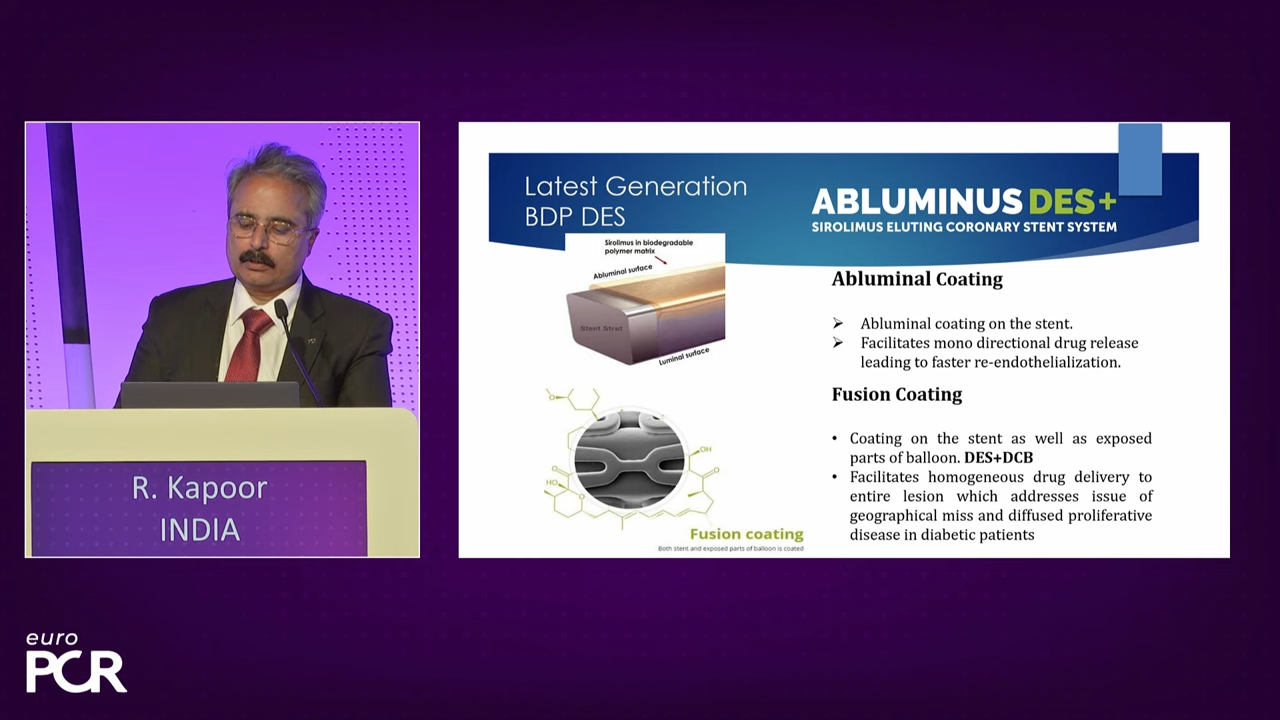 Latest Generation
BDP DES
ABLUMINUS DES+
SIROLIMUS ELUTING CORONARY STENT SYSTEM
Sirolimus in biodegradable
polymer matrix
Abluminal surface
Stent Strut
Luminal surface
Abluminal Coating
➢ Abluminal coating on the stent.
➢ Facilitates mono directional drug release
leading to faster re-endothelialization.
Fusion Coating
• Coating on the stent as well as exposed
parts of balloon. DES+DCB
• Facilitates homogeneous drug delivery to
entire lesion which addresses issue of
geographical miss and diffused proliferative
disease in diabetic patients
O
OH
O
O
HO
O
OH
Fusion coating
Both stent and exposed parts of balloon is coated
R. Kapoor
INDIA
euro
PCR